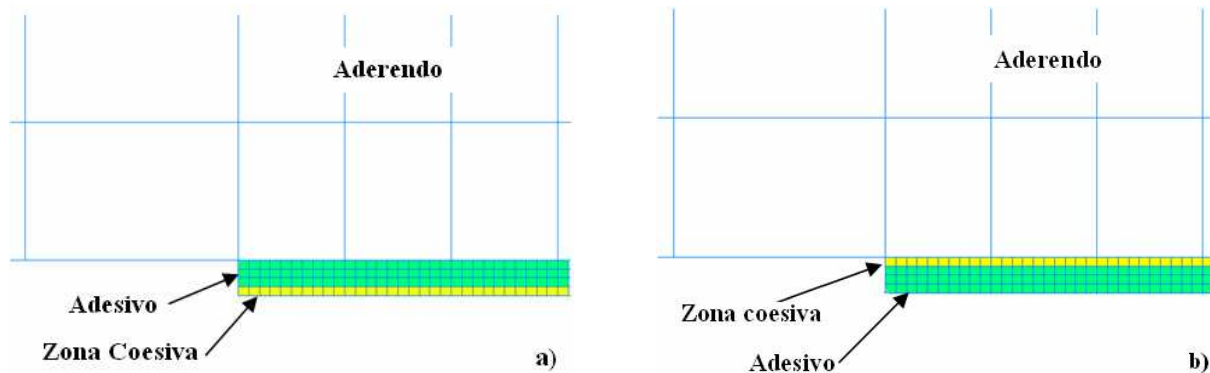 Aderendo
Adesivo
Zona Coesiva
a)
Aderendo
Zona coesiva
Adesivo
b)